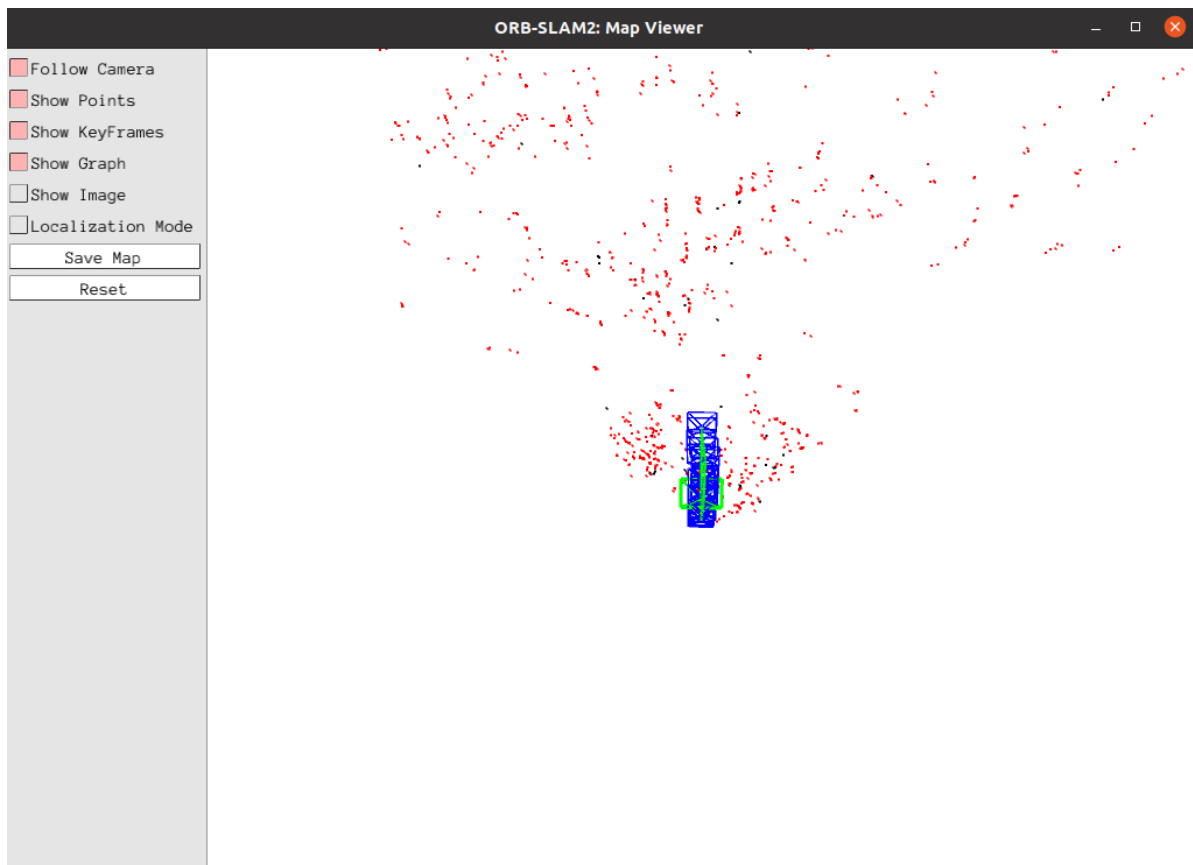 ORB-SLAM2: Map Viewer
Follow Camera
Show Points
Show KeyFrames
Show Graph
Show Image
Localization Mode
Save Map
Reset